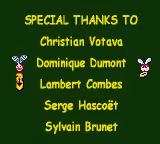 SPECIAL THANKS TO
Christian Votava
Dominique Dumont
Lambert Combes
Serge Hascoët
Sylvain Brunet